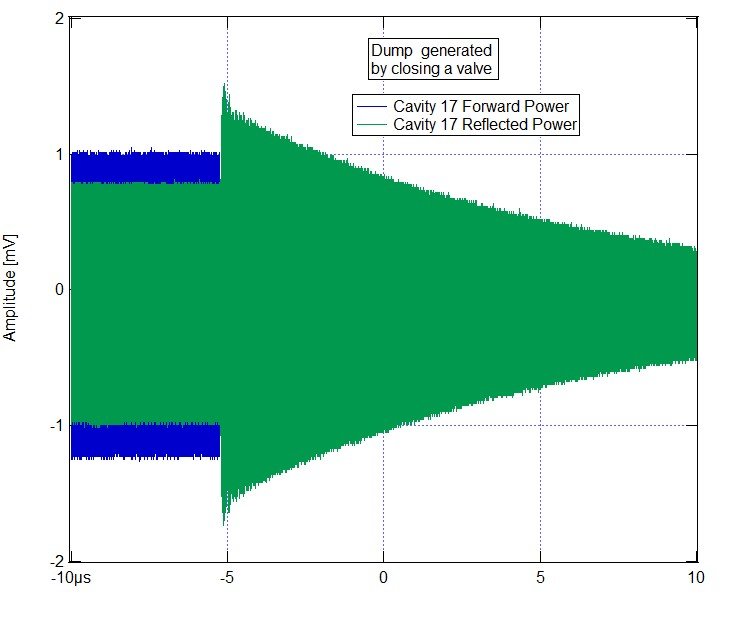 2
Dump generated
by closing a valve
Cavity 17 Forward Power
Cavity 17 Reflected Power
1
Amplitude [mV]
0
-1
-2
-10µs -5 0 5 10